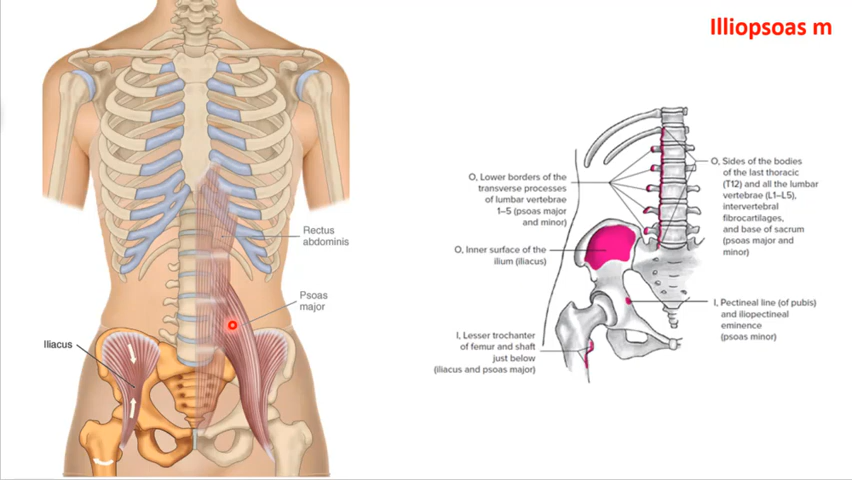 Illiopsoas m
Rectus
abdominis
Psoas
major
Iliacus
O, Lower borders of the
transverse processes
of lumbar vertebrae
1–5 (psoas major
and minor)
O, Inner surface of the
ilium (iliacus)
I, Lesser trochanter
of femur and shaft
just below
(iliacus and psoas major)
O, Sides of the bodies
of the last thoracic
(T12) and all the lumbar
vertebrae (L1–L5),
intervertebral
fibrocartilages,
and base of sacrum
(psoas major and
minor)
I, Pectineal line (of pubis)
and iliopectineal
eminence
(psoas minor)